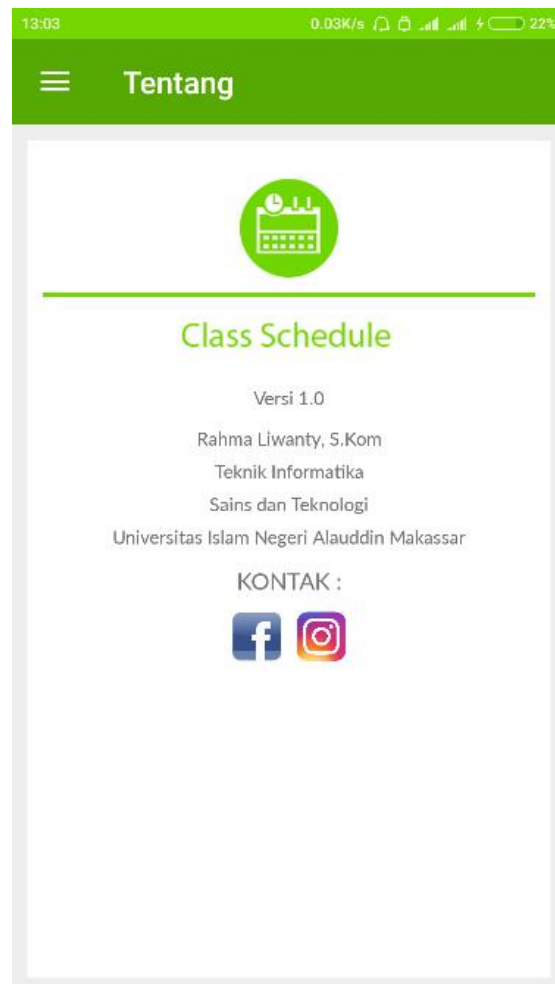 13:03 0.03K/s 22%
Tentang
Class Schedule
Versi 1.0
Rahma Liwanty, S.Kom
Teknik Informatika
Sains dan Teknologi
Universitas Islam Negeri Alauddin Makassar
KONTAK :